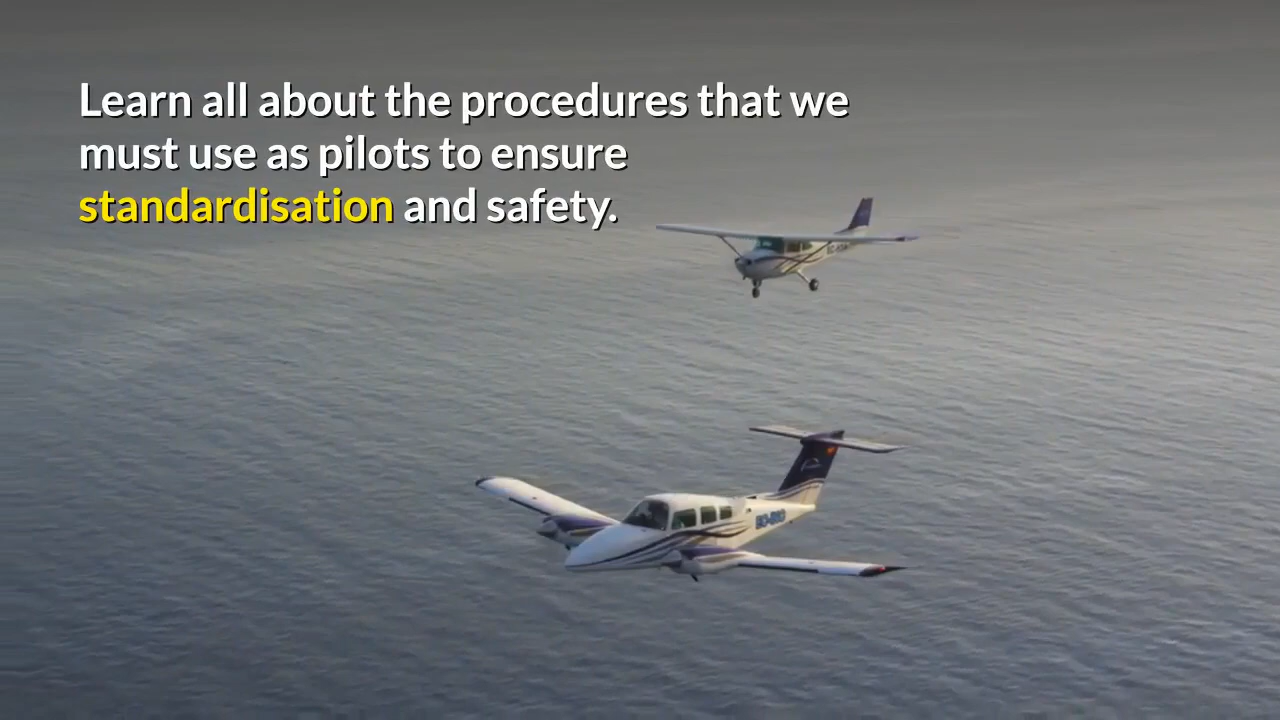 Learn all about the procedures that we
must use as pilots to ensure
standardisation and safety.